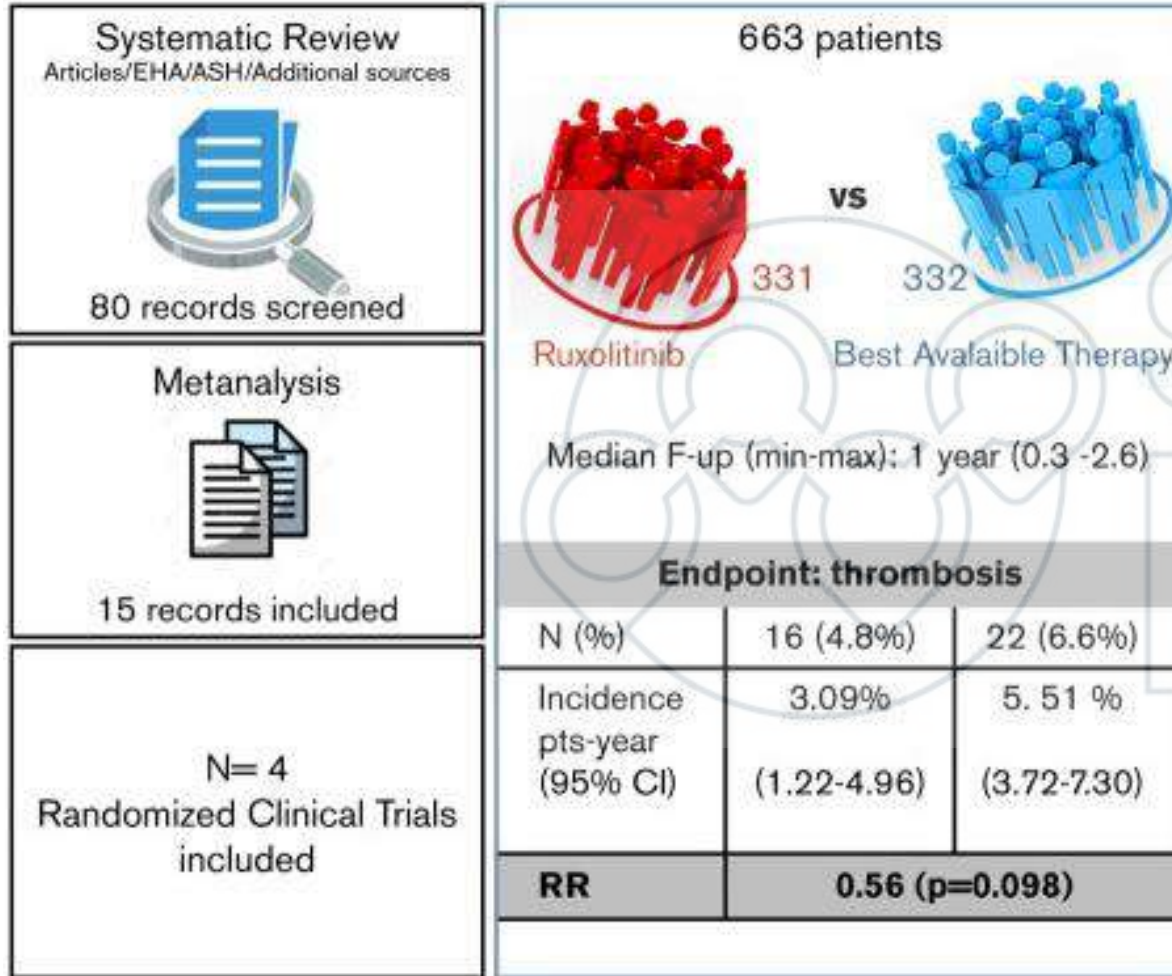 Systematic Review
Articles/EHA/ASH/Additional sources
80 records screened
Metanalysis
15 records included
N= 4
Randomized Clinical Trials
included
663 patients
vs
331
332
Ruxolitinib
Best Avalaible Therapy
Median F-up (min-max): 1 year (0.3 -2.6)
Endpoint: thrombosis
N (%) 16 (4.8%) 22 (6.6%)
Incidence 3.09% 5. 51 %
pts-year
(95% CI) (1.22-4.96) (3.72-7.30)
RR 0.56 (p=0.098)